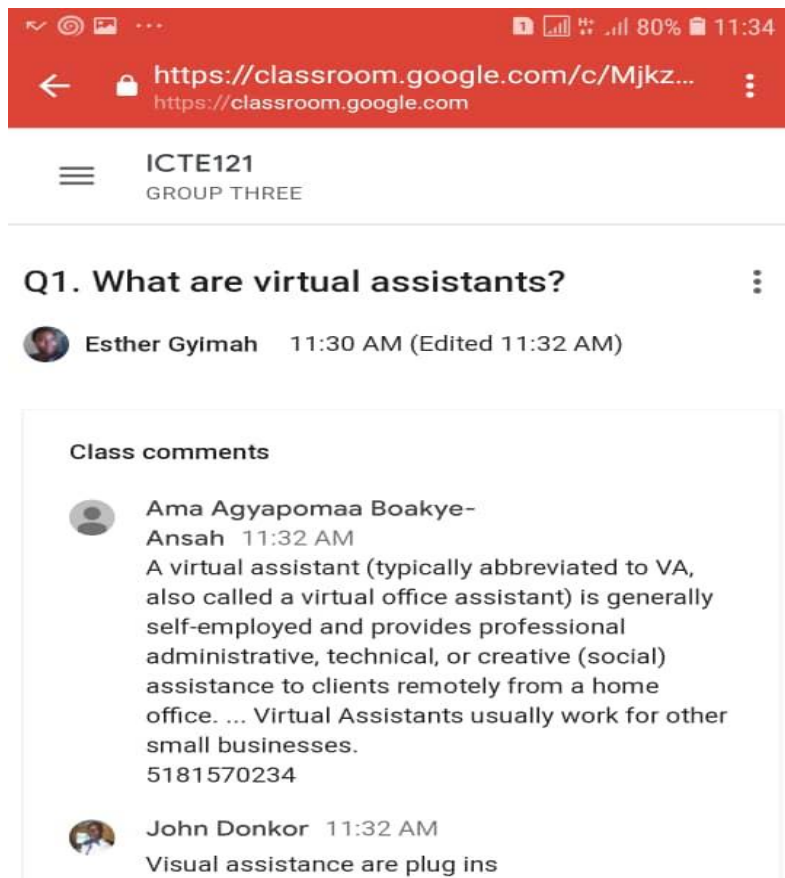 80% 11:34
https://classroom.google.com/c/Mjkz...
https://classroom.google.com
ICTE121
GROUP THREE
Q1. What are virtual assistants?
Esther Gyimah 11:30 AM (Edited 11:32 AM)
Class comments
Ama Agyapomaa Boakye-
Ansah 11:32 AM
A virtual assistant (typically abbreviated to VA,
also called a virtual office assistant) is generally
self-employed and provides professional
administrative, technical, or creative (social)
assistance to clients remotely from a home
office. ... Virtual Assistants usually work for other
small businesses.
5181570234
John Donkor 11:32 AM
Visual assistance are plug ins